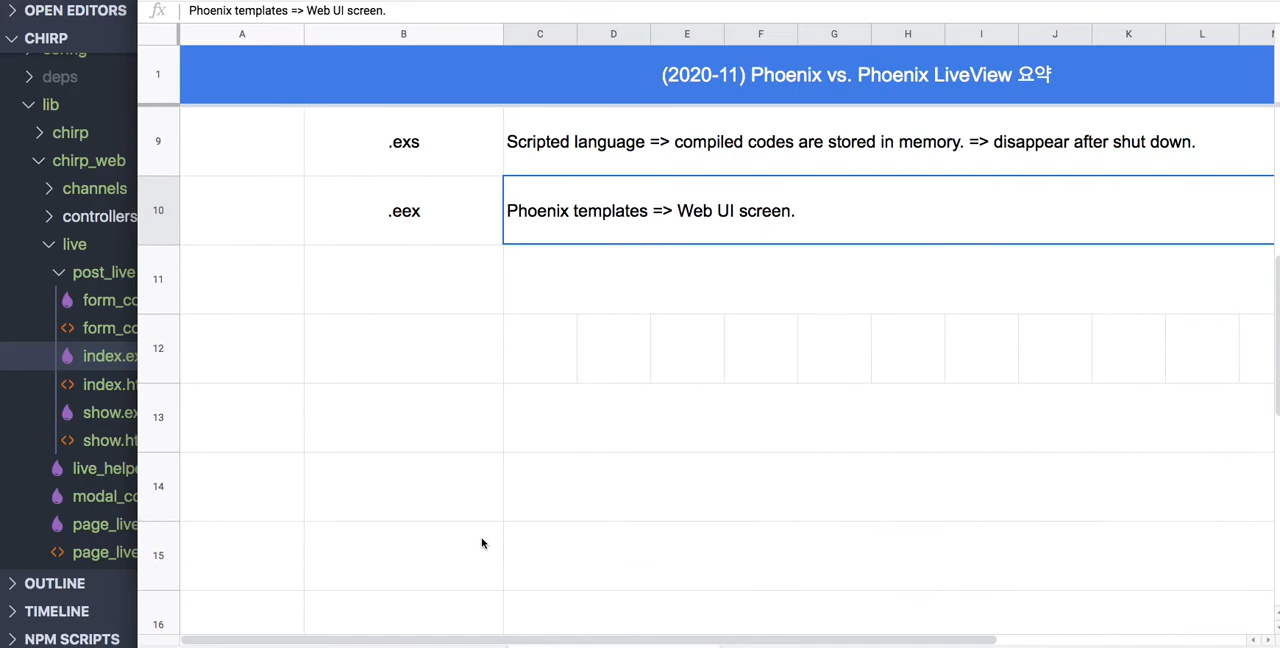 OPEN EDITORS
CHIRP
config
deps
lib
chirp
chirp_web
channels
controllers
live
post_live
form_co
form_co
index.ex
index.ht
show.ex
show.ht
live_helpe
modal_co
page_live
page_live
OUTLINE
TIMELINE
NPM SCRIPTS
fx Phoenix templates => Web UI screen.
A B C D E F G H I J K L
1 (2020-11) Phoenix vs. Phoenix LiveView 요약
9 .exs Scripted language => compiled codes are stored in memory. => disappear after shut down.
10 .eex Phoenix templates => Web UI screen.
11
12
13
14
15
16